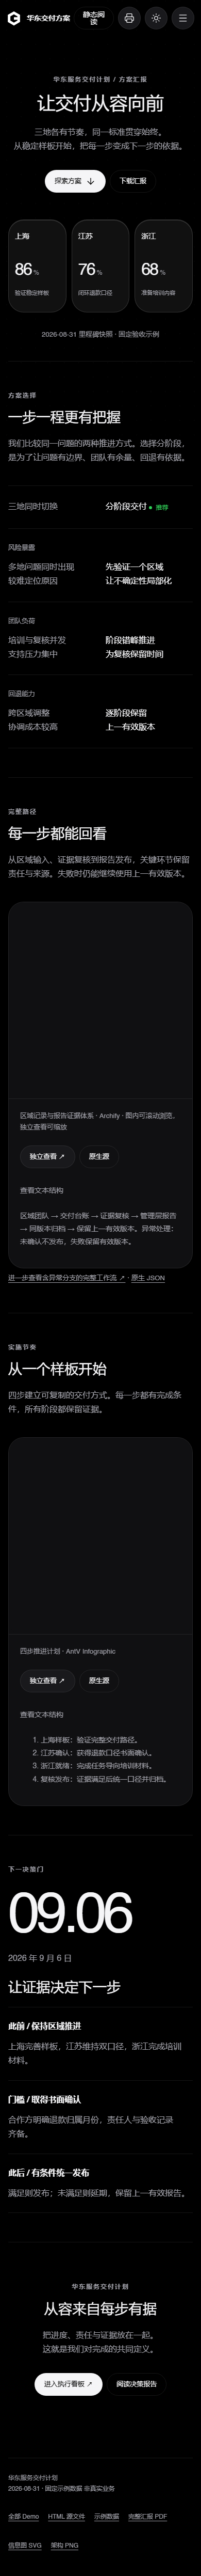 华东交付方案
静态阅
读
华东服务交付计划 / 方案汇报
让交付从容向前
三地各有节奏，同一标准贯穿始终。
从稳定样板开始，把每一步变成下一步的依据。
探索方案 ↓
下载汇报
上海
江苏
浙江
86%
76%
68%
验证稳定样板
闭环退款口径
准备培训内容
2026-08-31 里程碑快照 · 固定验收示例
方案选择
一步一程更有把握
我们比较同一问题的两种推进方式。选择分阶段，
是为了让问题有边界、团队有余量、回退有依据。
三地同时切换
分阶段交付 推荐
风险暴露
多地问题同时出现
较难定位原因
先验证一个区域
让不确定性局部化
团队负荷
培训与复核并发
支持压力集中
阶段错峰推进
为复核保留时间
回退能力
跨区域调整
协调成本较高
逐阶段保留
上一有效版本
完整路径
每一步都能回看
从区域输入、证据复核到报告发布，关键环节保留
责任与来源。失败时仍能继续使用上一有效版本。
区域记录与报告证据体系 · Archify · 图内可滚动浏览，
独立查看可缩放
独立查看 ↗
原生源
查看文本结构
区域团队 → 交付台账 → 证据复核 → 管理层报告
→ 同版本归档 → 保留上一有效版本。异常处理：
未确认不发布，失败保留有效版本。
进一步查看含异常分支的完整工作流 ↗ · 原生 JSON
实施节奏
从一个样板开始
四步建立可复制的交付方式。每一步都有完成条
件，所有阶段都保留证据。
四步推进计划 · AntV Infographic
独立查看 ↗
原生源
查看文本结构
1. 上海样板：验证完整交付路径。
2. 江苏确认：获得退款口径书面确认。
3. 浙江就绪：完成任务导向培训材料。
4. 复核发布：证据满足后统一口径并归档。
下一决策门
09.06
2026 年 9 月 6 日
让证据决定下一步
此前 / 保持区域推进
上海完善样板，江苏维持双口径，浙江完成培训
材料。
门槛 / 取得书面确认
合作方明确退款归属月份，责任人与验收记录
齐备。
此后 / 有条件统一发布
满足则发布；未满足则延期，保留上一有效报告。
华东服务交付计划
从容来自每步有据
把进度、责任与证据放在一起。
这就是我们对完成的共同定义。
进入执行看板 ↗
阅读决策报告
华东服务交付计划
2026-08-31 · 固定示例数据 非真实业务
全部 Demo
HTML 源文件
示例数据
完整汇报 PDF
信息图 SVG
架构 PNG